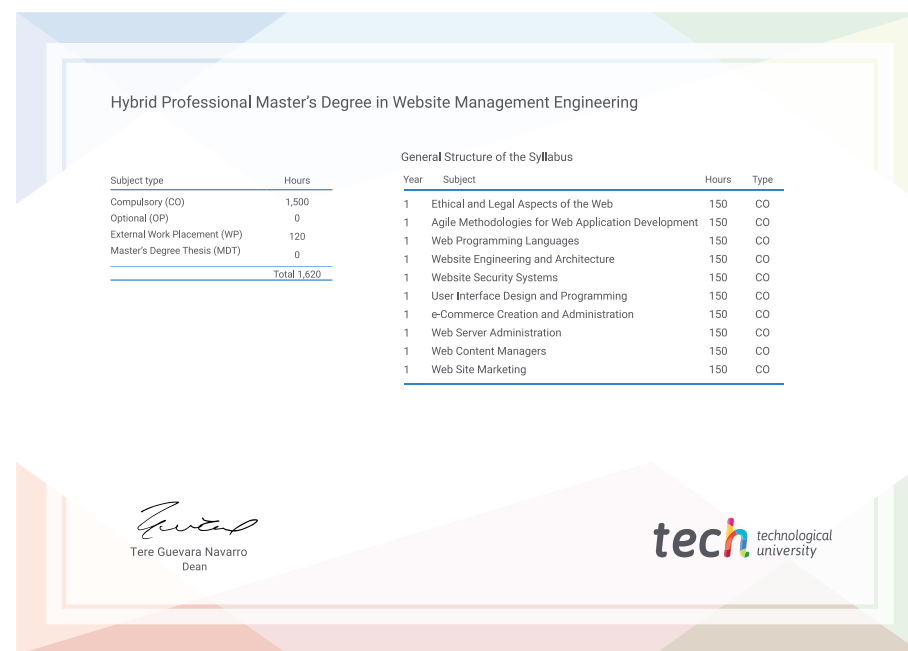 Hybrid Professional Master's Degree in Website Management Engineering
Subject type Hours
Compulsory (CO) 1,500
Optional (OP) 0
External Work Placement (WP) 120
Master's Degree Thesis (MDT) 0
Total 1,620
General Structure of the Syllabus
Year Subject Hours Type
1 Ethical and Legal Aspects of the Web 150 CO
1 Agile Methodologies for Web Application Development 150 CO
1 Web Programming Languages 150 CO
1 Website Engineering and Architecture 150 CO
1 Website Security Systems 150 CO
1 User Interface Design and Programming 150 CO
1 e-Commerce Creation and Administration 150 CO
1 Web Server Administration 150 CO
1 Web Content Managers 150 CO
1 Web Site Marketing 150 CO
Tere Guevara Navarro
Dean
tech technological
university